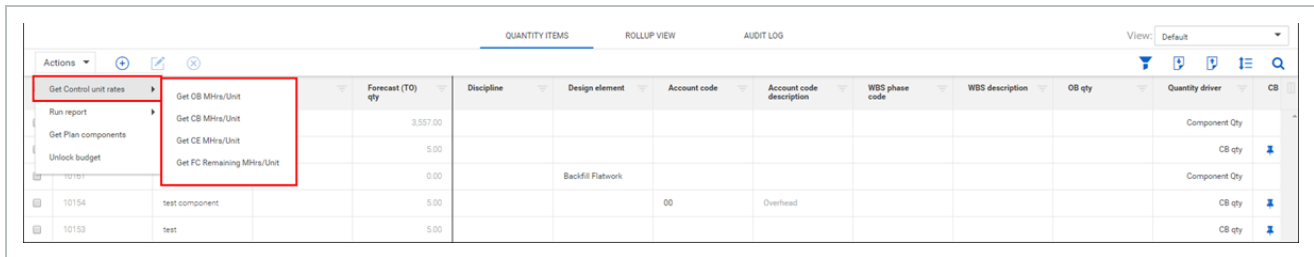 QUANTITY ITEMS ROLLUP VIEW AUDIT LOG View: Default
Actions
Get Control unit rates
Run report
Get Plan components
Unlock budget
Get OB MHrs/Unit
Get CB MHrs/Unit
Get CE MHrs/Unit
Get FC Remaining MHrs/Unit
Forecast (TO) qty Discipline Design element Account code Account code description WBS phase code WBS description OB qty Quantity driver CB
3,557.00 Component Qty
5.00 CB qty
10161 0.00 Backfill Flatwork Component Qty
10154 test component 5.00 00 Overhead CB qty
10153 test 5.00 CB qty